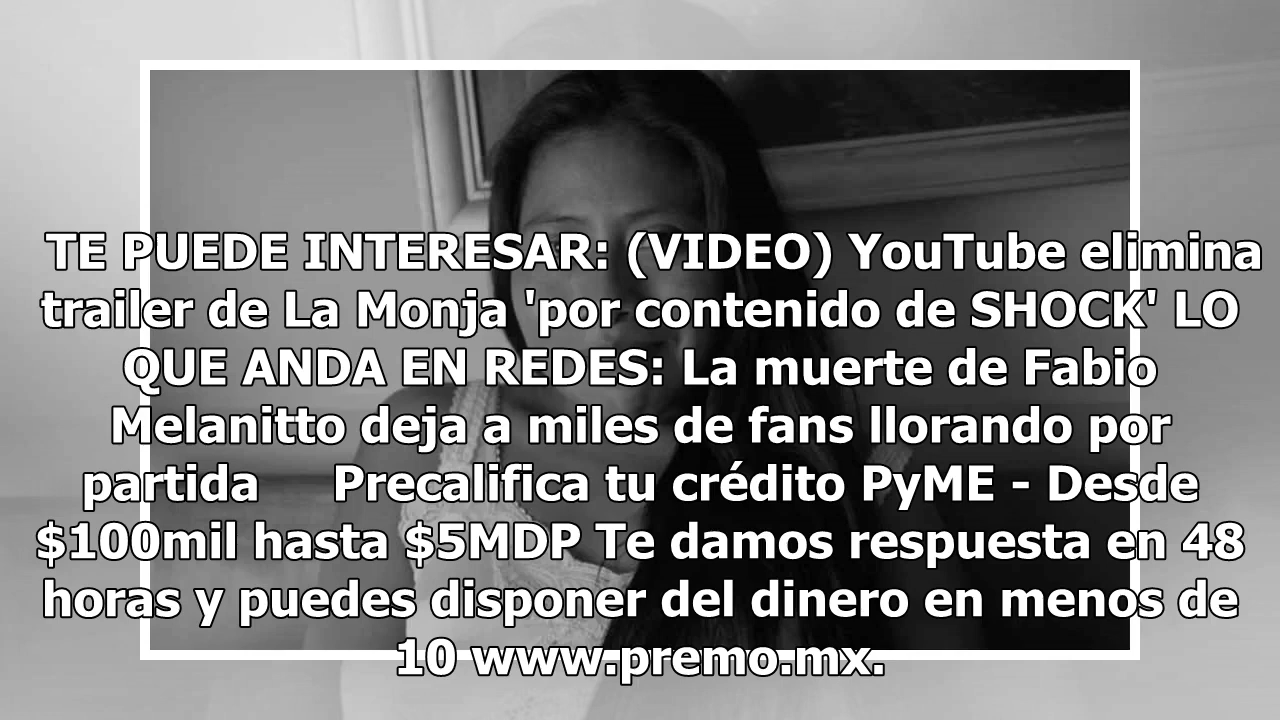 TE PUEDE INTERESAR: (VIDEO) YouTube elimina
trailer de La Monja 'por contenido de SHOCK' LO
QUE ANDA EN REDES: La muerte de Fabio
Melanitto deja a miles de fans llorando por
partida     Precalifica tu crédito PyME - Desde
$100mil hasta $5MDP Te damos respuesta en 48
horas y puedes disponer del dinero en menos de
10 www.premo.mx.